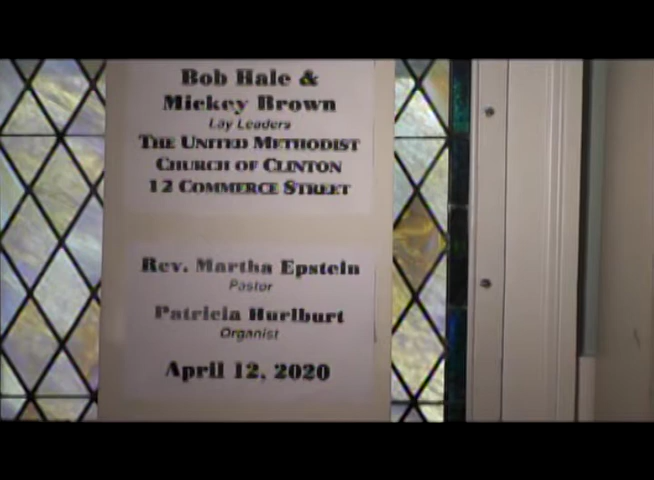 Bob Hale &
Mickey Brown
Lay Leaders
The United Methodist
Church of Clinton
12 Commerce Street
Rev. Martha Epstein
Pastor
Patricia Hurlburt
Organist
April 12, 2020